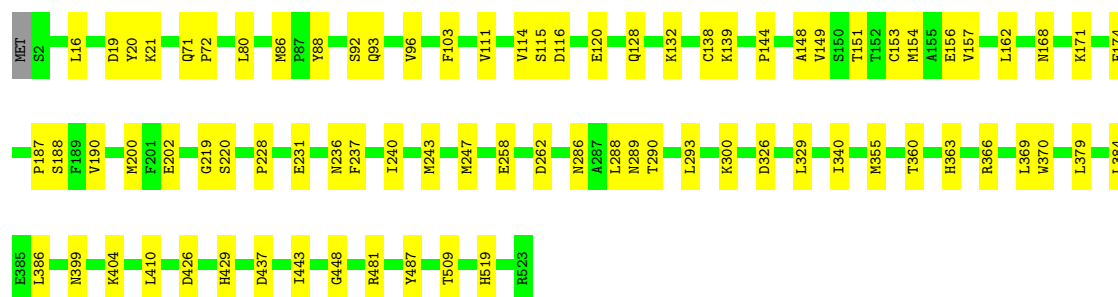 MET S2 L16 D19 Y20 K21 Q71 P72 L80 M86 P87 Y88 S92 Q93 V96 F103 V111 V114 S115 D116 E120 Q128 K132 C138 K139 P144 A148 V149 S150 T151 T152 C153 M154 A155 E156 V157 L162 N168 K171
P187 S188 F189 V190 M200 F201 E202 G219 S220 P228 E231 N236 F237 I240 M243 M247 E258 D262 N286 A287 L288 N289 T290 L293 K300 D326 L329 I340 M355 T360 H363 R366 L369 W370 L379 L384
E385 L386 N399 K404 L410 D426 H429 D437 I443 G448 R481 Y487 T509 H519 R523